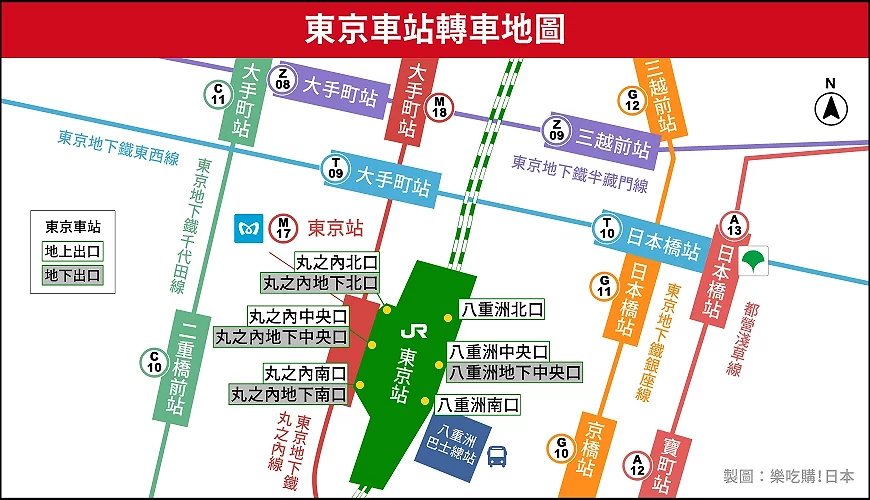 東京車站轉車地圖
C
11
大手町站
Z
08
大手町站
大手町站
M
18
G
12
三越前站
N
Z
09
三越前站
東京地下鐵東西線
東京地下鐵半藏門線
T
09
大手町站
東京地下鐵千代田線
東京車站
地上出口
地下出口
M
17
東京站
T
10
日本橋站
A
13
日本橋站
丸之內北口
丸之內地下北口
G
11
日本橋站
東京地下鐵銀座線
都營淺草線
丸之內中央口
丸之內地下中央口
JR
東京站
八重洲北口
八重洲中央口
八重洲地下中央口
C
10
二重橋前站
丸之內南口
丸之內地下南口
八重洲南口
東京地下鐵
丸之內線
八重洲
巴士總站
G
10
京橋站
A
12
寶町站
製圖：樂吃購!日本